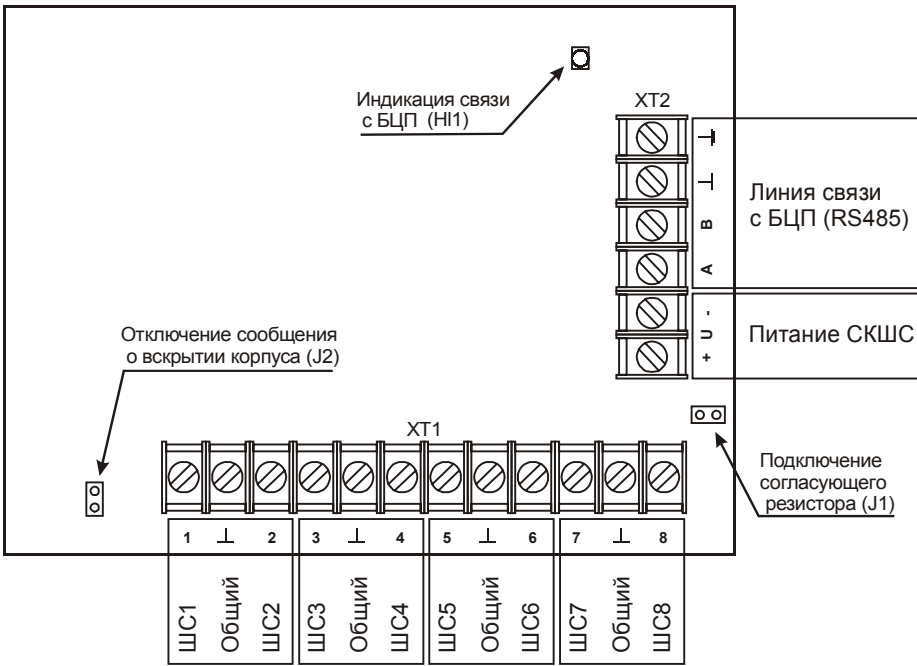 Индикация связи
с БЦП (HI1)
XT2
⊥
⊥
B
A
-
U
+
Линия связи
с БЦП (RS485)
Питание СКШС
Отключение сообщения
о вскрытии корпуса (J2)
XT1
Подключение
согласующего
резистора (J1)
1 ⊥ 2 3 ⊥ 4 5 ⊥ 6 7 ⊥ 8
ШС1 Общий ШС2 ШС3 Общий ШС4 ШС5 Общий ШС6 ШС7 Общий ШС8